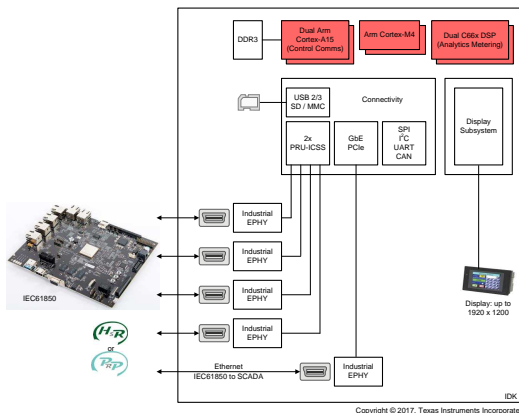 DDR3
Dual Arm
Cortex-A15
(Control Comms)
Arm Cortex-M4
Dual C66x DSP
(Analytics Metering)
USB 2/3
SD / MMC
Connectivity
2x
PRU-ICSS
GbE
PCIe
SPI
I²C
UART
CAN
Display
Subsystem
Industrial
EPHY
Industrial
EPHY
Industrial
EPHY
Industrial
EPHY
IEC61850
HSR
or
PRP
Ethernet
IEC61850 to SCADA
Industrial
EPHY
Display: up to
1920 x 1200
IDK
Copyright © 2017, Texas Instruments Incorporate